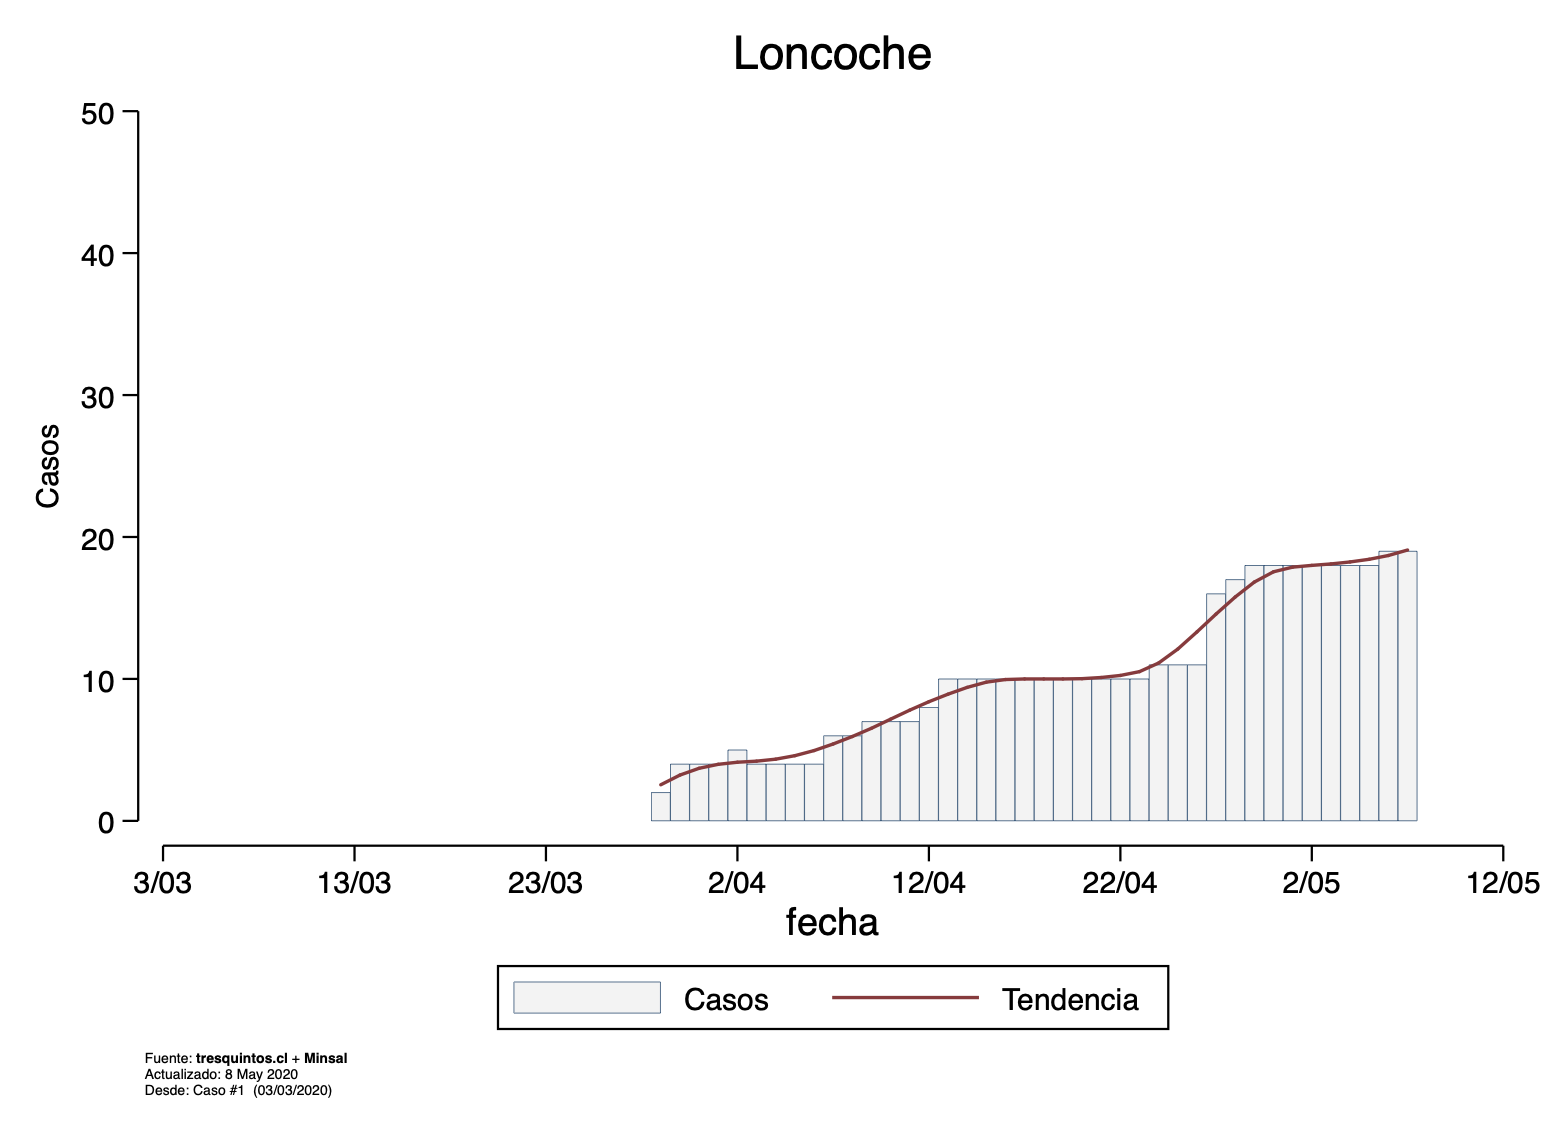 Loncoche
50
40
30
20
10
0
Casos
3/03 13/03 23/03 2/04 12/04 22/04 2/05 12/05
fecha
Casos Tendencia
Fuente: tresquintos.cl + Minsal
Actualizado: 8 May 2020
Desde: Caso #1 (03/03/2020)